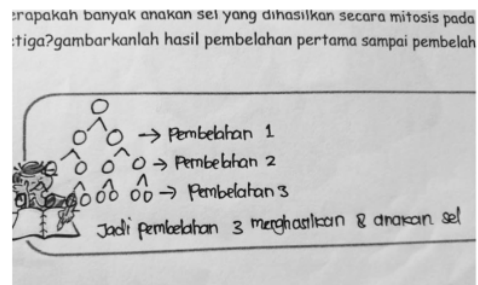 erapakah banyak anakan sel yang dihasilkan secara mitosis pada
tiga?gambarkanlah hasil pembelahan pertama sampai pembelah
→ Pembelahan 1
→ Pembelahan 2
→ Pembelahan 3
Jadi pembelahan 3 menghasilkan 8 anakan sel